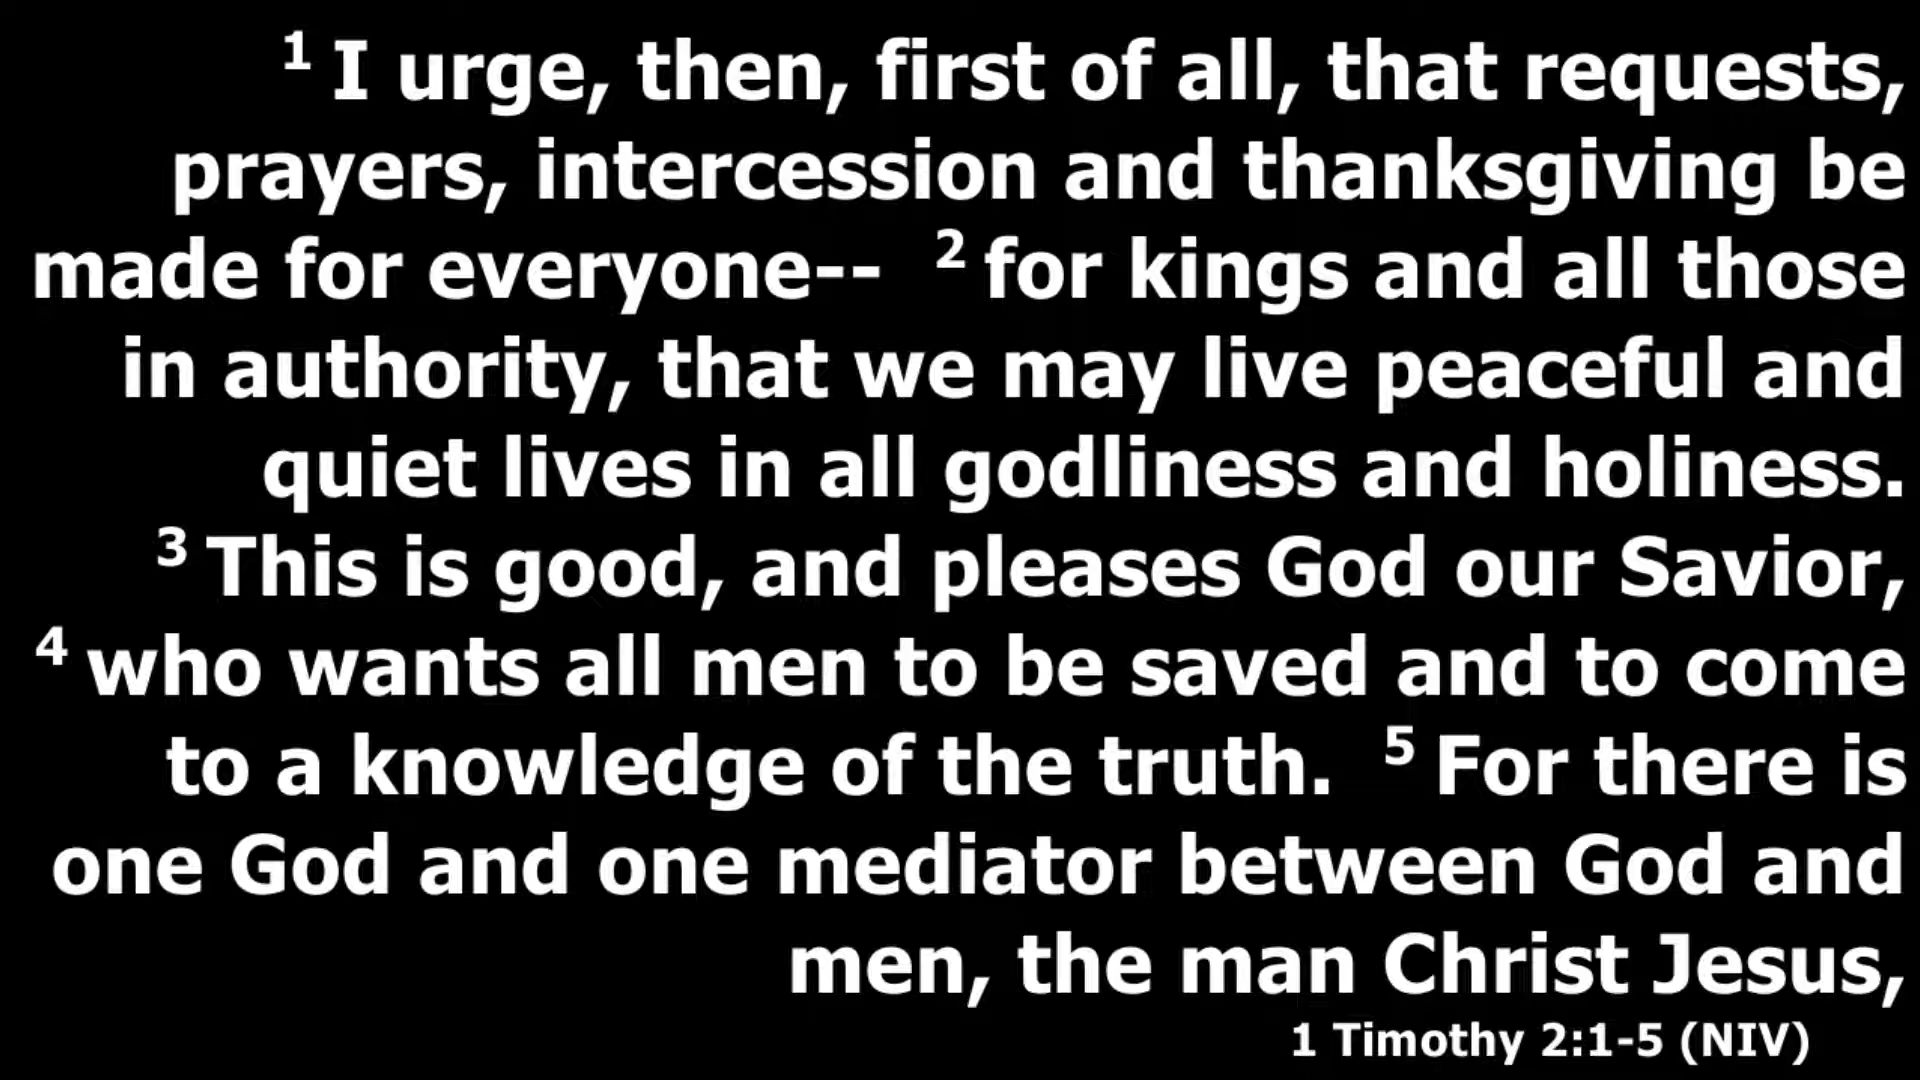 1 I urge, then, first of all, that requests,
prayers, intercession and thanksgiving be
made for everyone-- 2 for kings and all those
in authority, that we may live peaceful and
quiet lives in all godliness and holiness.
3 This is good, and pleases God our Savior,
4 who wants all men to be saved and to come
to a knowledge of the truth. 5 For there is
one God and one mediator between God and
men, the man Christ Jesus,
1 Timothy 2:1-5 (NIV)